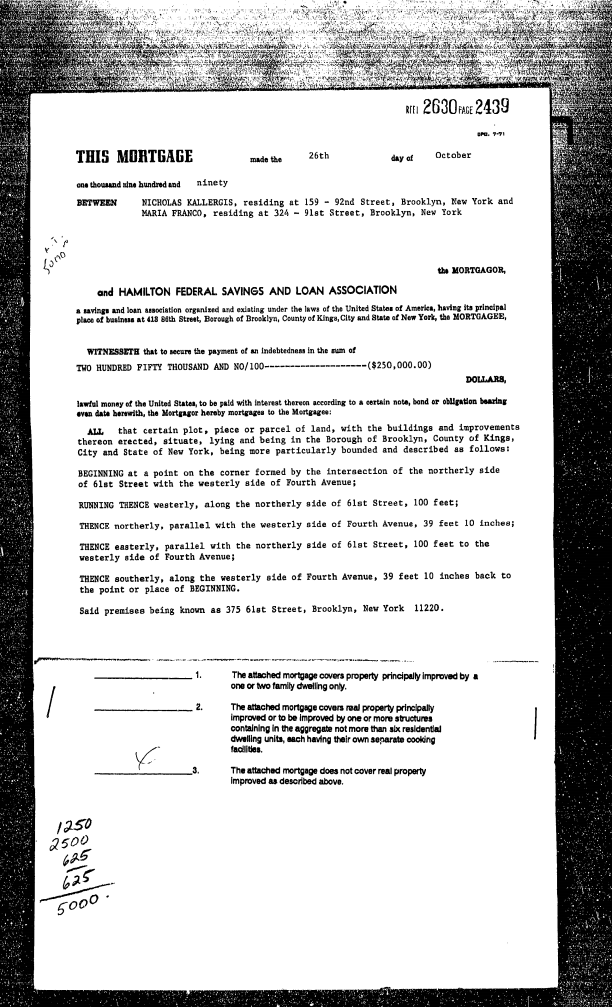 REEL 2630 PAGE 2439
SPO. 7-71
THIS MORTGAGE made the 26th day of October
one thousand nine hundred and ninety
BETWEEN NICHOLAS KALLERGIS, residing at 159 - 92nd Street, Brooklyn, New York and
MARIA FRANCO, residing at 324 - 91st Street, Brooklyn, New York
5000
the MORTGAGOR,
and HAMILTON FEDERAL SAVINGS AND LOAN ASSOCIATION
a savings and loan association organized and existing under the laws of the United States of America, having its principal
place of business at 418 86th Street, Borough of Brooklyn, County of Kings, City and State of New York, the MORTGAGEE,
WITNESSETH that to secure the payment of an indebtedness in the sum of
TWO HUNDRED FIFTY THOUSAND AND NO/100--------------------($250,000.00)
DOLLARS,
lawful money of the United States, to be paid with interest thereon according to a certain note, bond or obligation bearing
even date herewith, the Mortgagor hereby mortgages to the Mortgagee:
ALL that certain plot, piece or parcel of land, with the buildings and improvements
thereon erected, situate, lying and being in the Borough of Brooklyn, County of Kings,
City and State of New York, being more particularly bounded and described as follows:
BEGINNING at a point on the corner formed by the intersection of the northerly side
of 61st Street with the westerly side of Fourth Avenue;
RUNNING THENCE westerly, along the northerly side of 61st Street, 100 feet;
THENCE northerly, parallel with the westerly side of Fourth Avenue, 39 feet 10 inches;
THENCE easterly, parallel with the northerly side of 61st Street, 100 feet to the
westerly side of Fourth Avenue;
THENCE southerly, along the westerly side of Fourth Avenue, 39 feet 10 inches back to
the point or place of BEGINNING.
Said premises being known as 375 61st Street, Brooklyn, New York 11220.
1. The attached mortgage covers property principally improved by a
one or two family dwelling only.
2. The attached mortgage covers real property principally
improved or to be improved by one or more structures
containing in the aggregate not more than six residential
dwelling units, each having their own separate cooking
facilities.
X 3. The attached mortgage does not cover real property
improved as described above.
1250
2500
625
625
5000